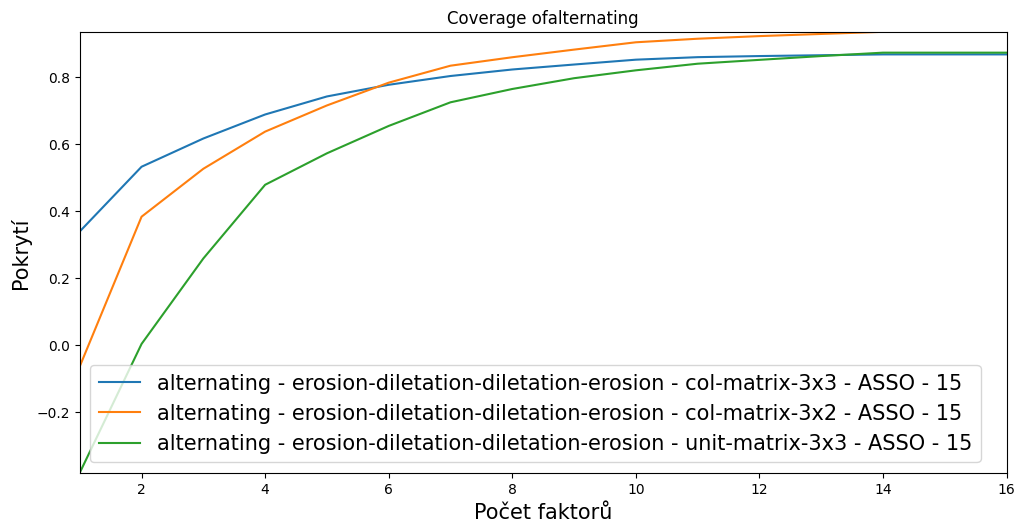 Coverage ofalternating
Pokrytí
0.8
0.6
0.4
0.2
0.0
−0.2
alternating - erosion-diletation-diletation-erosion - col-matrix-3x3 - ASSO - 15
alternating - erosion-diletation-diletation-erosion - col-matrix-3x2 - ASSO - 15
alternating - erosion-diletation-diletation-erosion - unit-matrix-3x3 - ASSO - 15
2 4 6 8 10 12 14 16
Počet faktorů